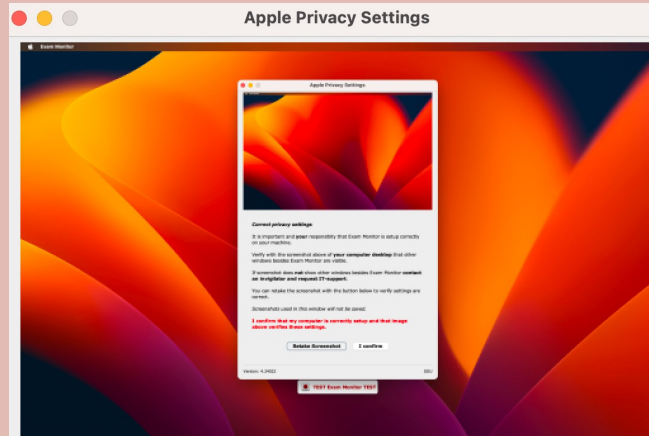 Apple Privacy Settings
Exam Monitor
Apple Privacy Settings
Correct privacy settings
It is important and your responsibility that Exam Monitor is setup correctly
on your machine.
Verify with the screenshot above of your computer desktop that other
windows besides Exam Monitor are visible.
If screenshot does not show other windows besides Exam Monitor contact
an invigilator and request IT-support.
You can retake the screenshot with the button below to verify settings are
correct.
Screenshots used in this window will not be saved.
I confirm that my computer is correctly setup and that image
above verifies these settings.
Retake Screenshot I confirm
SDU
TEST Exam Monitor TEST